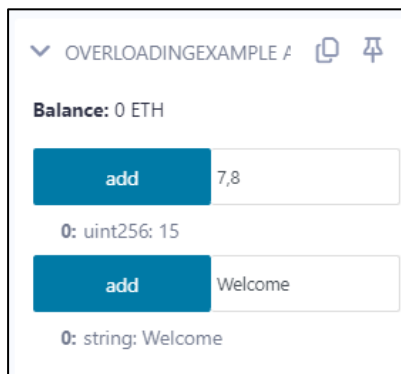 OVERLOADINGEXAMPLE A
Balance: 0 ETH
add 7,8
0: uint256: 15
add Welcome
0: string: Welcome